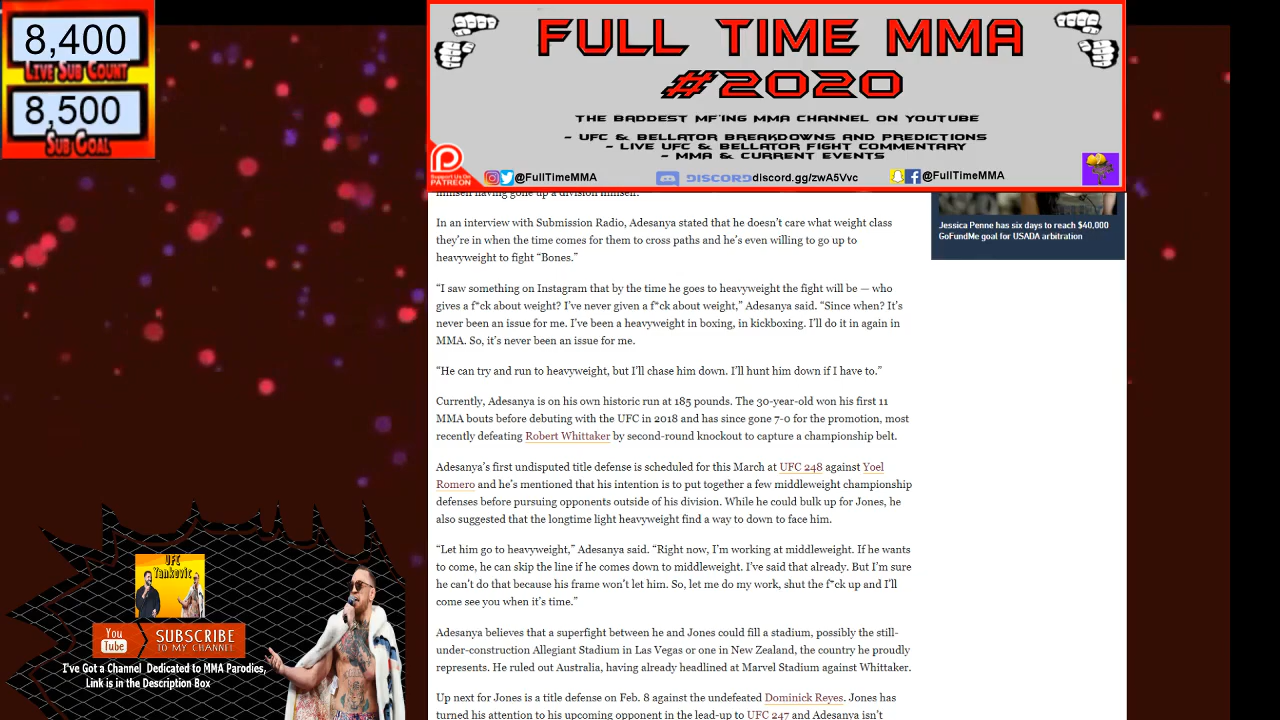 8,400
Live Sub Count
8,500
Sub Goal
FULL TIME MMA
#2020
THE BADDEST MF'ING MMA CHANNEL ON YOUTUBE
- UFC & BELLATOR BREAKDOWNS AND PREDICTIONS
- LIVE UFC & BELLATOR FIGHT COMMENTARY
- MMA & CURRENT EVENTS
Support Us On
PATREON
@FullTimeMMA
DISCORD discord.gg/zwA5Vvc
@FullTimeMMA
himself having gone up a division himself.
In an interview with Submission Radio, Adesanya stated that he doesn't care what weight class
they're in when the time comes for them to cross paths and he's even willing to go up to
heavyweight to fight “Bones.”
“I saw something on Instagram that by the time he goes to heavyweight the fight will be — who
gives a f*ck about weight? I've never given a f*ck about weight,” Adesanya said. “Since when? It's
never been an issue for me. I've been a heavyweight in boxing, in kickboxing. I'll do it in again in
MMA. So, it's never been an issue for me.
“He can try and run to heavyweight, but I'll chase him down. I'll hunt him down if I have to.”
Currently, Adesanya is on his own historic run at 185 pounds. The 30-year-old won his first 11
MMA bouts before debuting with the UFC in 2018 and has since gone 7-0 for the promotion, most
recently defeating Robert Whittaker by second-round knockout to capture a championship belt.
Adesanya's first undisputed title defense is scheduled for this March at UFC 248 against Yoel
Romero and he's mentioned that his intention is to put together a few middleweight championship
defenses before pursuing opponents outside of his division. While he could bulk up for Jones, he
also suggested that the longtime light heavyweight find a way to down to face him.
“Let him go to heavyweight,” Adesanya said. “Right now, I'm working at middleweight. If he wants
to come, he can skip the line if he comes down to middleweight. I've said that already. But I'm sure
he can't do that because his frame won't let him. So, let me do my work, shut the f*ck up and I'll
come see you when it's time.”
Adesanya believes that a superfight between he and Jones could fill a stadium, possibly the still-
under-construction Allegiant Stadium in Las Vegas or one in New Zealand, the country he proudly
represents. He ruled out Australia, having already headlined at Marvel Stadium against Whittaker.
Up next for Jones is a title defense on Feb. 8 against the undefeated Dominick Reyes. Jones has
turned his attention to his upcoming opponent in the lead-up to UFC 247 and Adesanya isn't
Jessica Penne has six days to reach $40,000
GoFundMe goal for USADA arbitration
UFC
Yankovic
You
Tube
SUBSCRIBE
TO MY CHANNEL
I've Got a Channel Dedicated to MMA Parodies,
Link is in the Description Box